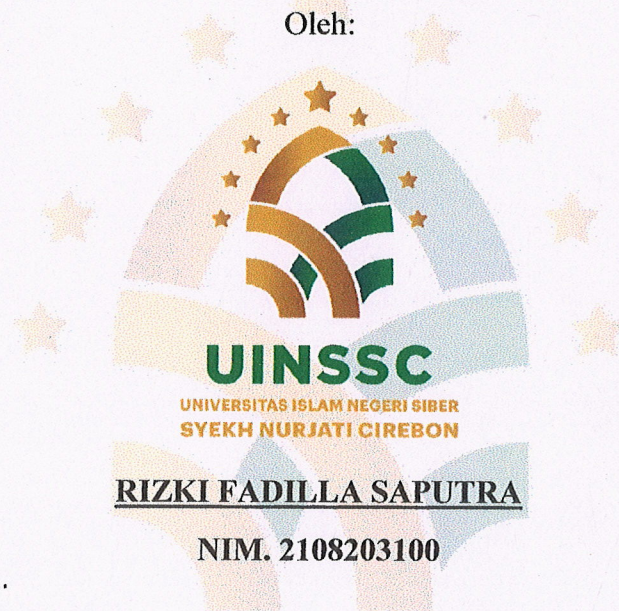 Oleh:
UINSSC
UNIVERSITAS ISLAM NEGERI SIBER
SYEKH NURJATI CIREBON
RIZKI FADILLA SAPUTRA
NIM. 2108203100